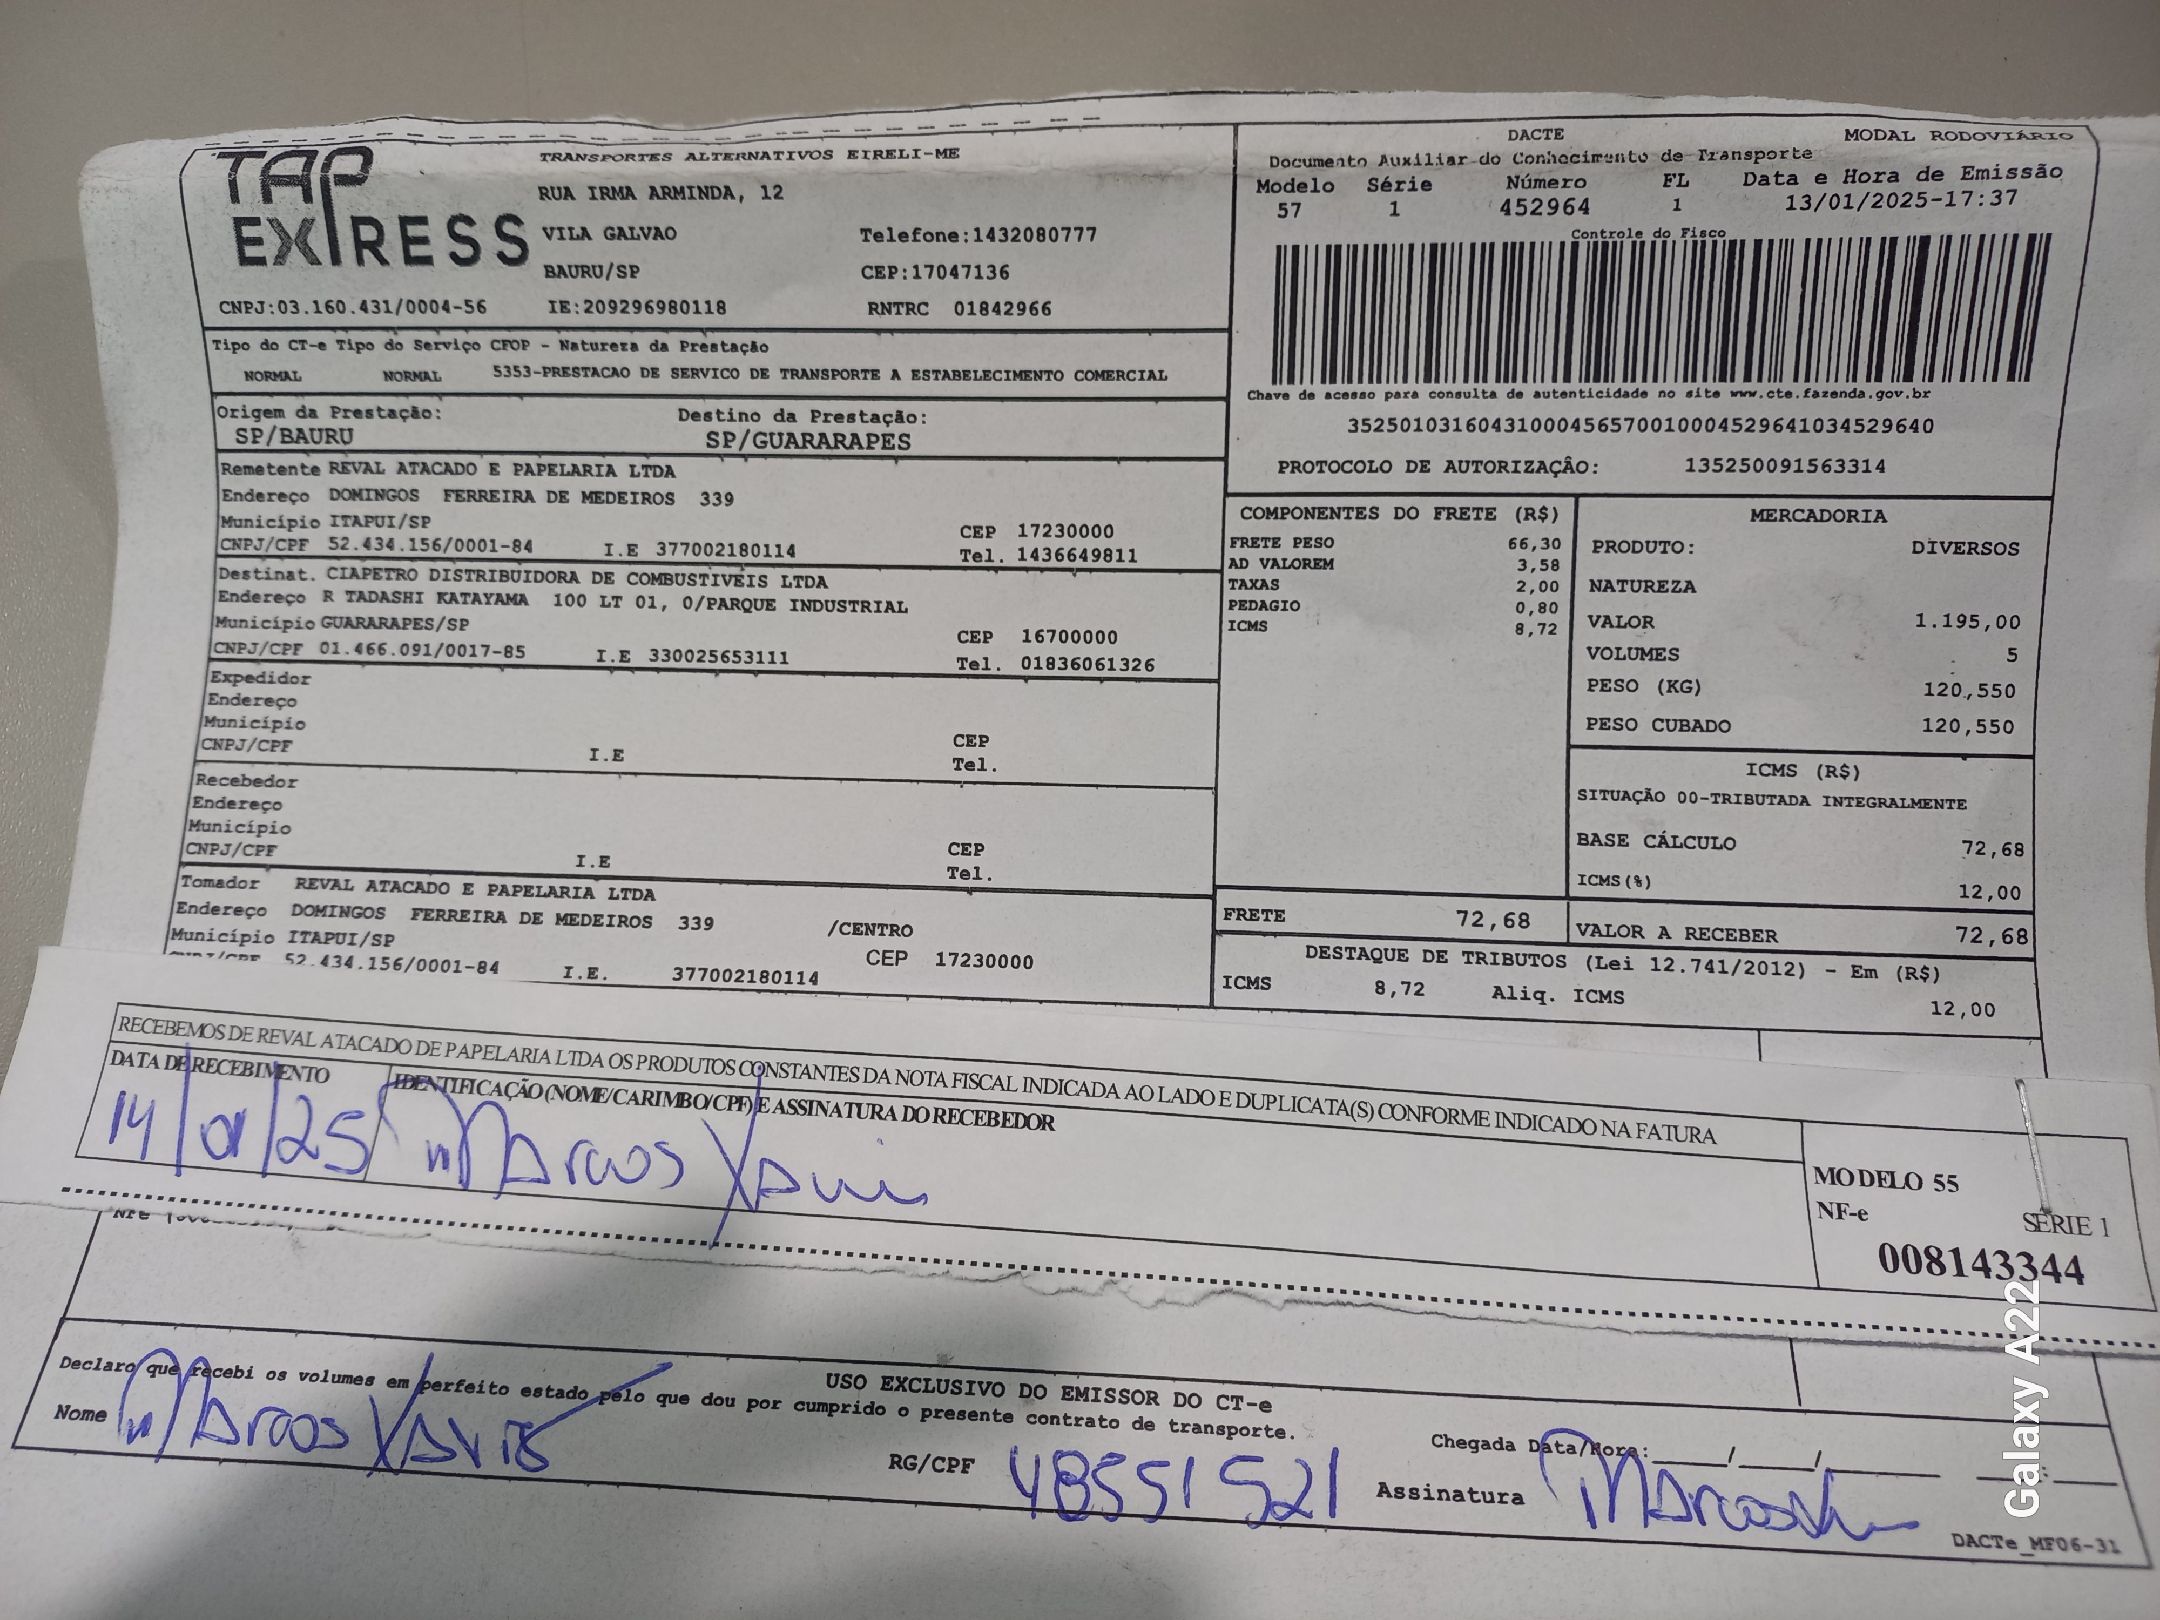 TAP EXPRESS
TRANSPORTES ALTERNATIVOS EIRELI-ME
RUA IRMA ARMINDA, 12
VILA GALVAO Telefone:1432080777
BAURU/SP CEP:17047136
CNPJ:03.160.431/0004-56 IE:209296980118 RNTRC 01842966
Tipo do CT-e Tipo do Serviço CFOP - Natureza da Prestação
NORMAL NORMAL 5353-PRESTACAO DE SERVICO DE TRANSPORTE A ESTABELECIMENTO COMERCIAL
Origem da Prestação: Destino da Prestação:
SP/BAURU SP/GUARARAPES
Remetente REVAL ATACADO E PAPELARIA LTDA
Endereço DOMINGOS FERREIRA DE MEDEIROS 339
Município ITAPUI/SP CEP 17230000
CNPJ/CPF 52.434.156/0001-84 I.E 377002180114 Tel. 1436649811
Destinat. CIAPETRO DISTRIBUIDORA DE COMBUSTIVEIS LTDA
Endereço R TADASHI KATAYAMA 100 LT 01, 0/PARQUE INDUSTRIAL
Município GUARARAPES/SP CEP 16700000
CNPJ/CPF 01.466.091/0017-85 I.E 330025653111 Tel. 01836061326
Expedidor
Endereço
Município CEP
CNPJ/CPF I.E Tel.
Recebedor
Endereço
Município CEP
CNPJ/CPF I.E Tel.
Tomador REVAL ATACADO E PAPELARIA LTDA
Endereço DOMINGOS FERREIRA DE MEDEIROS 339 /CENTRO
Município ITAPUI/SP CEP 17230000
CNPJ/CPF 52.434.156/0001-84 I.E. 377002180114
DACTE MODAL RODOVIÁRIO
Documento Auxiliar do Conhecimento de Transporte
Modelo Série Número FL Data e Hora de Emissão
57 1 452964 1 13/01/2025-17:37
Controle do Fisco
Chave de acesso para consulta de autenticidade no site www.cte.fazenda.gov.br
35250103160431000456570010004529641034529640
PROTOCOLO DE AUTORIZAÇÂO: 135250091563314
COMPONENTES DO FRETE (R$)
FRETE PESO 66,30
AD VALOREM 3,58
TAXAS 2,00
PEDAGIO 0,80
ICMS 8,72
MERCADORIA
PRODUTO: DIVERSOS
NATUREZA
VALOR 1.195,00
VOLUMES 5
PESO (KG) 120,550
PESO CUBADO 120,550
ICMS (R$)
SITUAÇÃO 00-TRIBUTADA INTEGRALMENTE
BASE CÁLCULO 72,68
ICMS(%) 12,00
FRETE 72,68 VALOR A RECEBER 72,68
DESTAQUE DE TRIBUTOS (Lei 12.741/2012) - Em (R$)
ICMS 8,72 Aliq. ICMS 12,00
RECEBEMOS DE REVAL ATACADO DE PAPELARIA LTDA OS PRODUTOS CONSTANTES DA NOTA FISCAL INDICADA AO LADO E DUPLICATA(S) CONFORME INDICADO NA FATURA
DATA DE RECEBIMENTO IDENTIFICAÇÃO (NOME/CARIMBO/CPF) E ASSINATURA DO RECEBEDOR
14/01/25 Marcos Xavier
MODELO 55
NF-e SÉRIE 1
008143344
USO EXCLUSIVO DO EMISSOR DO CT-e
Declaro que recebi os volumes em perfeito estado pelo que dou por cumprido o presente contrato de transporte.
Nome Marcos Xavier RG/CPF 48551521 Chegada Data/Hora:____/____/____ __:__
Assinatura Marcos
DACTe_MF06-31
Galaxy A22